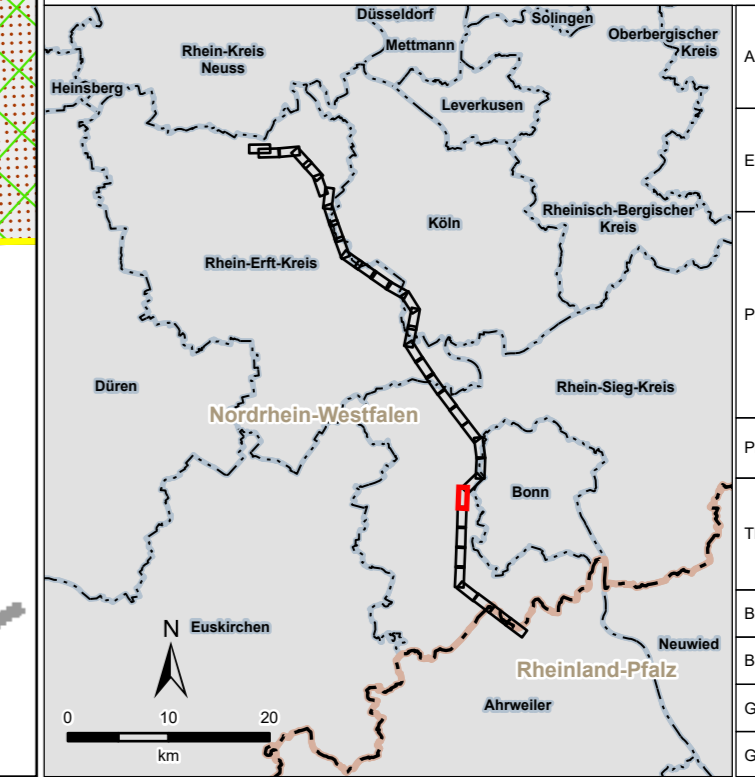 Düsseldorf
Solingen
Mettmann
Oberbergischer
Kreis
Rhein-Kreis
Neuss
Heinsberg
Leverkusen
Köln
Rheinisch-Bergischer
Kreis
Rhein-Erft-Kreis
Düren
Rhein-Sieg-Kreis
Nordrhein-Westfalen
Bonn
N
Euskirchen
Neuwied
Rheinland-Pfalz
Ahrweiler
0 10 20
km
A
E
P
P
B
B
G
G